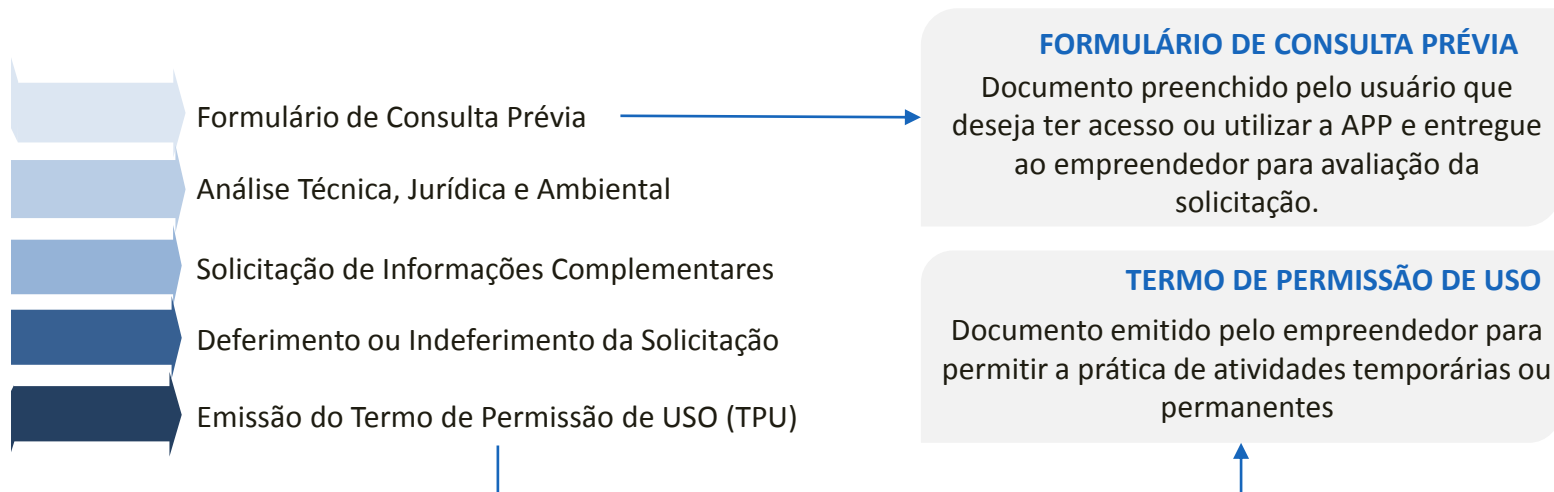 Formulário de Consulta Prévia
Análise Técnica, Jurídica e Ambiental
Solicitação de Informações Complementares
Deferimento ou Indeferimento da Solicitação
Emissão do Termo de Permissão de USO (TPU)
FORMULÁRIO DE CONSULTA PRÉVIA
Documento preenchido pelo usuário que
deseja ter acesso ou utilizar a APP e entregue
ao empreendedor para avaliação da
solicitação.
TERMO DE PERMISSÃO DE USO
Documento emitido pelo empreendedor para
permitir a prática de atividades temporárias ou
permanentes